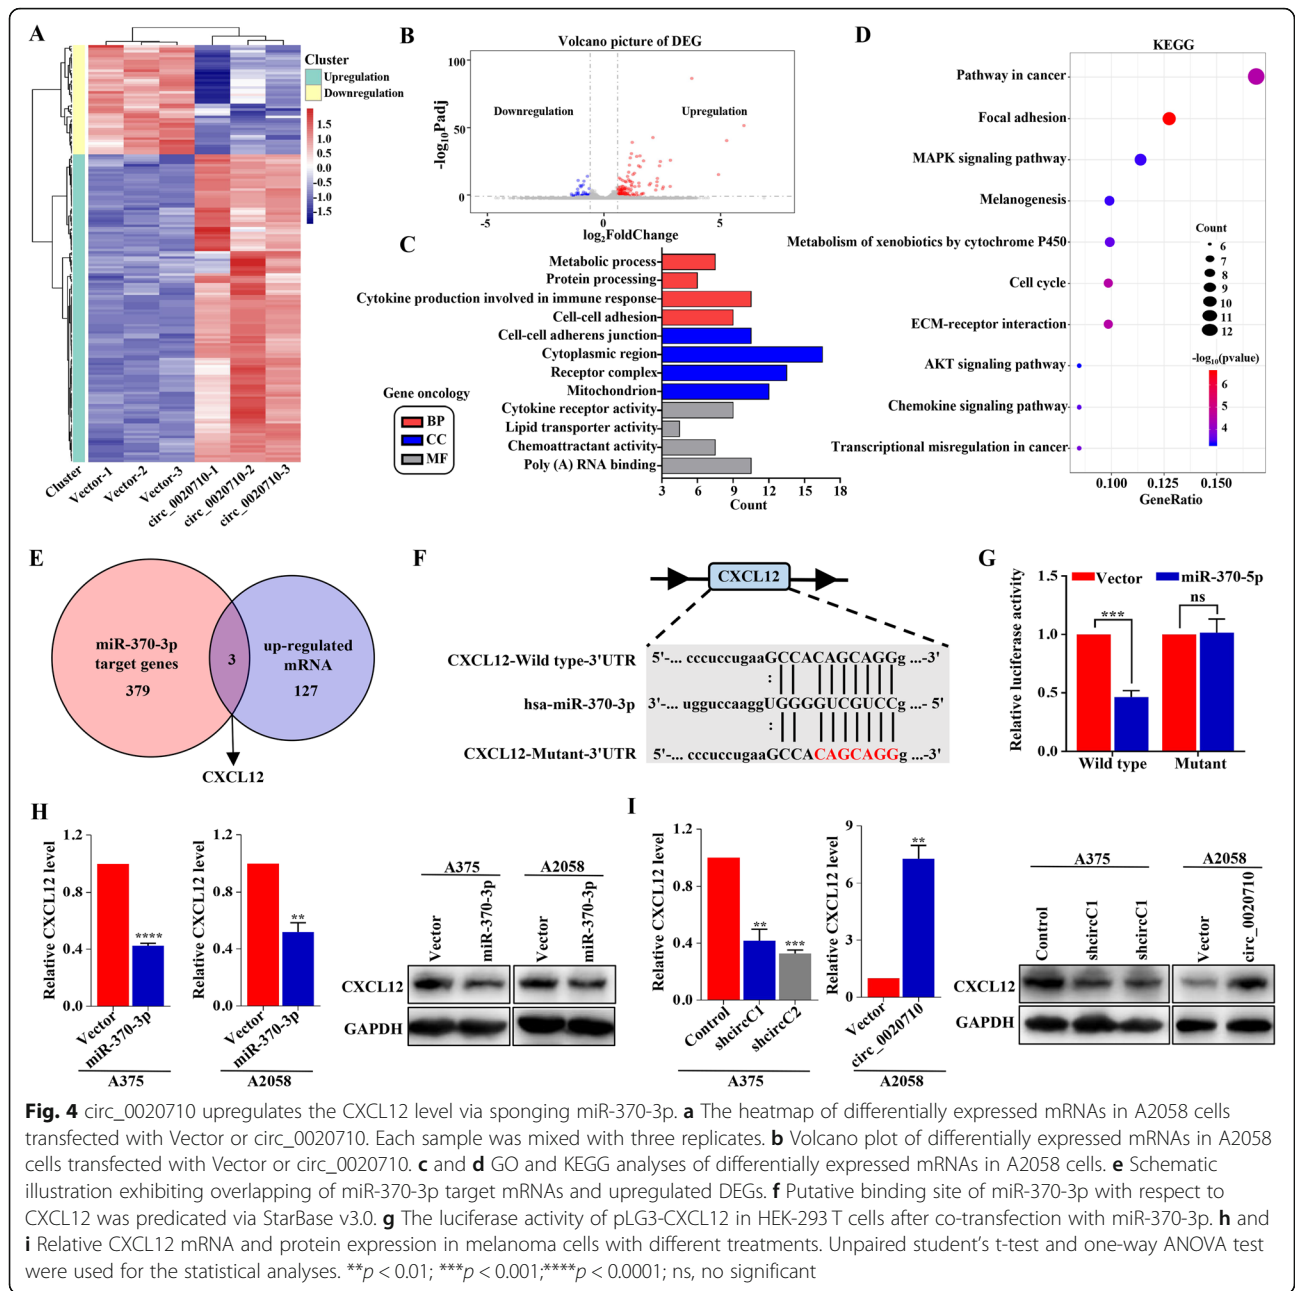 A
Cluster
Upregulation
Downregulation
1.5
1.0
0.5
0.0
-0.5
-1.0
-1.5
Cluster
Vector-1
Vector-2
Vector-3
circ_0020710-1
circ_0020710-2
circ_0020710-3
B
Volcano picture of DEG
100
50
0
-log10Padj
Downregulation
Upregulation
-5
0
5
log2FoldChange
C
Metabolic process
Protein processing
Cytokine production involved in immune response
Cell-cell adhesion
Cell-cell adherens junction
Cytoplasmic region
Receptor complex
Mitochondrion
Cytokine receptor activity
Lipid transporter activity
Chemoattractant activity
Poly (A) RNA binding
Gene oncology
BP
CC
MF
3 6 9 12 15 18
Count
D
KEGG
Pathway in cancer
Focal adhesion
MAPK signaling pathway
Melanogenesis
Metabolism of xenobiotics by cytochrome P450
Cell cycle
ECM-receptor interaction
AKT signaling pathway
Chemokine signaling pathway
Transcriptional misregulation in cancer
Count
6
7
8
9
10
11
12
-log10(pvalue)
6
5
4
0.100 0.125 0.150
GeneRatio
E
miR-370-3p
target genes
379
3
up-regulated
mRNA
127
CXCL12
F
CXCL12
CXCL12-Wild type-3'UTR 5'-... cccuccugaaGCCACAGCAGGg ...-3'
hsa-miR-370-3p 3'-... ugguccaaggUGGGGUCGUCCg ...- 5'
CXCL12-Mutant-3'UTR 5'-... cccuccugaaGCCACAGCAGGg ...-3'
G
Vector miR-370-5p
Relative luciferase activity
1.5
1.0
0.5
0.0
***
ns
Wild type Mutant
H
Relative CXCL12 level
1.2
0.8
0.4
0.0
****
Vector
miR-370-3p
A375
Relative CXCL12 level
1.2
0.8
0.4
0.0
**
Vector
miR-370-3p
A2058
A375 A2058
Vector
miR-370-3p
Vector
miR-370-3p
CXCL12
GAPDH
I
Relative CXCL12 level
1.2
0.8
0.4
0.0
**
***
Control
shcircC1
shcircC2
A375
Relative CXCL12 level
9
6
3
0
**
Vector
circ_0020710
A2058
A375 A2058
Control
shcircC1
shcircC1
Vector
circ_0020710
CXCL12
GAPDH
Fig. 4 circ_0020710 upregulates the CXCL12 level via sponging miR-370-3p. a The heatmap of differentially expressed mRNAs in A2058 cells
transfected with Vector or circ_0020710. Each sample was mixed with three replicates. b Volcano plot of differentially expressed mRNAs in A2058
cells transfected with Vector or circ_0020710. c and d GO and KEGG analyses of differentially expressed mRNAs in A2058 cells. e Schematic
illustration exhibiting overlapping of miR-370-3p target mRNAs and upregulated DEGs. f Putative binding site of miR-370-3p with respect to
CXCL12 was predicated via StarBase v3.0. g The luciferase activity of pLG3-CXCL12 in HEK-293 T cells after co-transfection with miR-370-3p. h and
i Relative CXCL12 mRNA and protein expression in melanoma cells with different treatments. Unpaired student's t-test and one-way ANOVA test
were used for the statistical analyses. **p < 0.01; ***p < 0.001;****p < 0.0001; ns, no significant